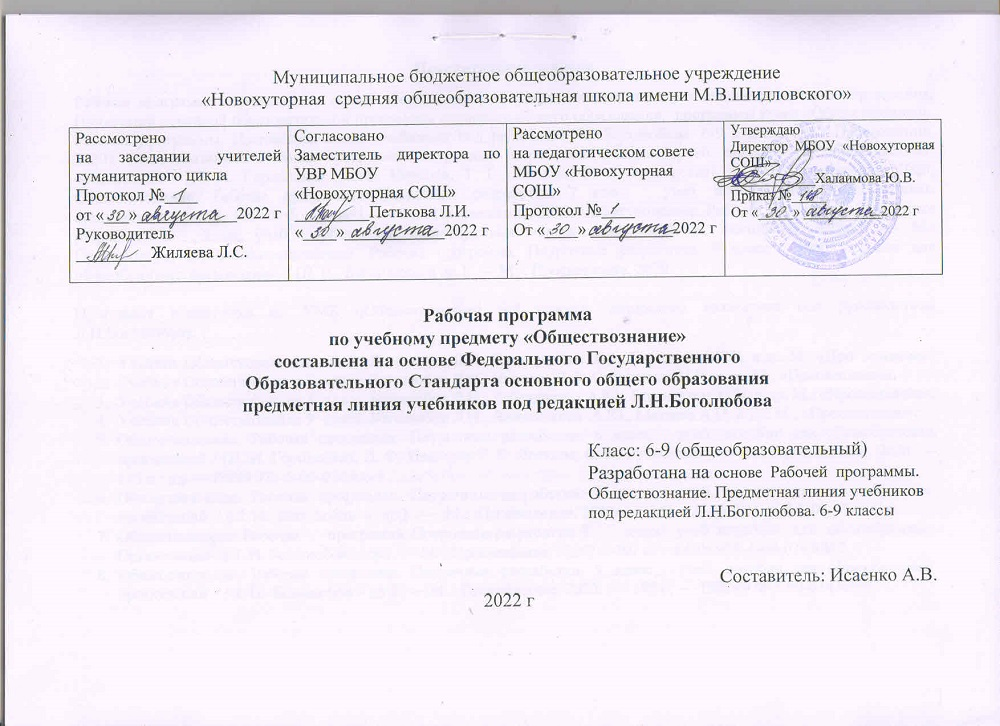 Муниципальное бюджетное общеобразовательное учреждение
«Новохуторная средняя общеобразовательная школа имени М.В.Шидловского»
Рассмотрено
на заседании учителей
гуманитарного цикла
Протокол № 1
от « 30 » августа 2022 г
Руководитель
Жиляева Л.С.
Согласовано
Заместитель директора по
УВР МБОУ
«Новохуторная СОШ»
Петькова Л.И.
« 30 » августа 2022 г
Рассмотрено
на педагогическом совете
МБОУ «Новохуторная
СОШ»
Протокол № 1
От « 30 » августа 2022 г
Утверждаю
Директор МБОУ «Новохуторная
СОШ»
Халаимова Ю.В.
Приказ №
От « 30 » августа 2022 г
Рабочая программа
по учебному предмету «Обществознание»
составлена на основе Федерального Государственного
Образовательного Стандарта основного общего образования
предметная линия учебников под редакцией Л.Н.Боголюбова
Класс: 6-9 (общеобразовательный)
Разработана на основе Рабочей программы.
Обществознание. Предметная линия учебников
под редакцией Л.Н.Боголюбова. 6-9 классы
Составитель: Исаенко А.В.
2022 г